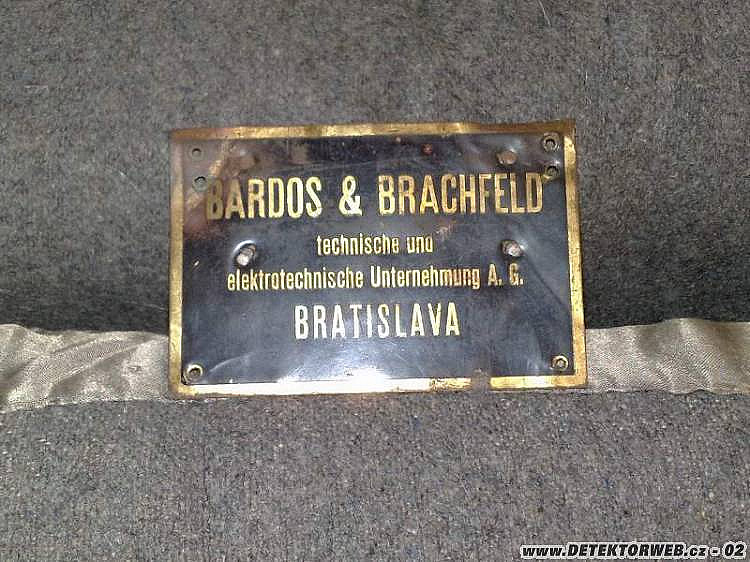 BARDOS & BRACHFELD
technische und
elektrotechnische Unternehmung A. G.
BRATISLAVA
www.DETEKTORWEB.cz - 02